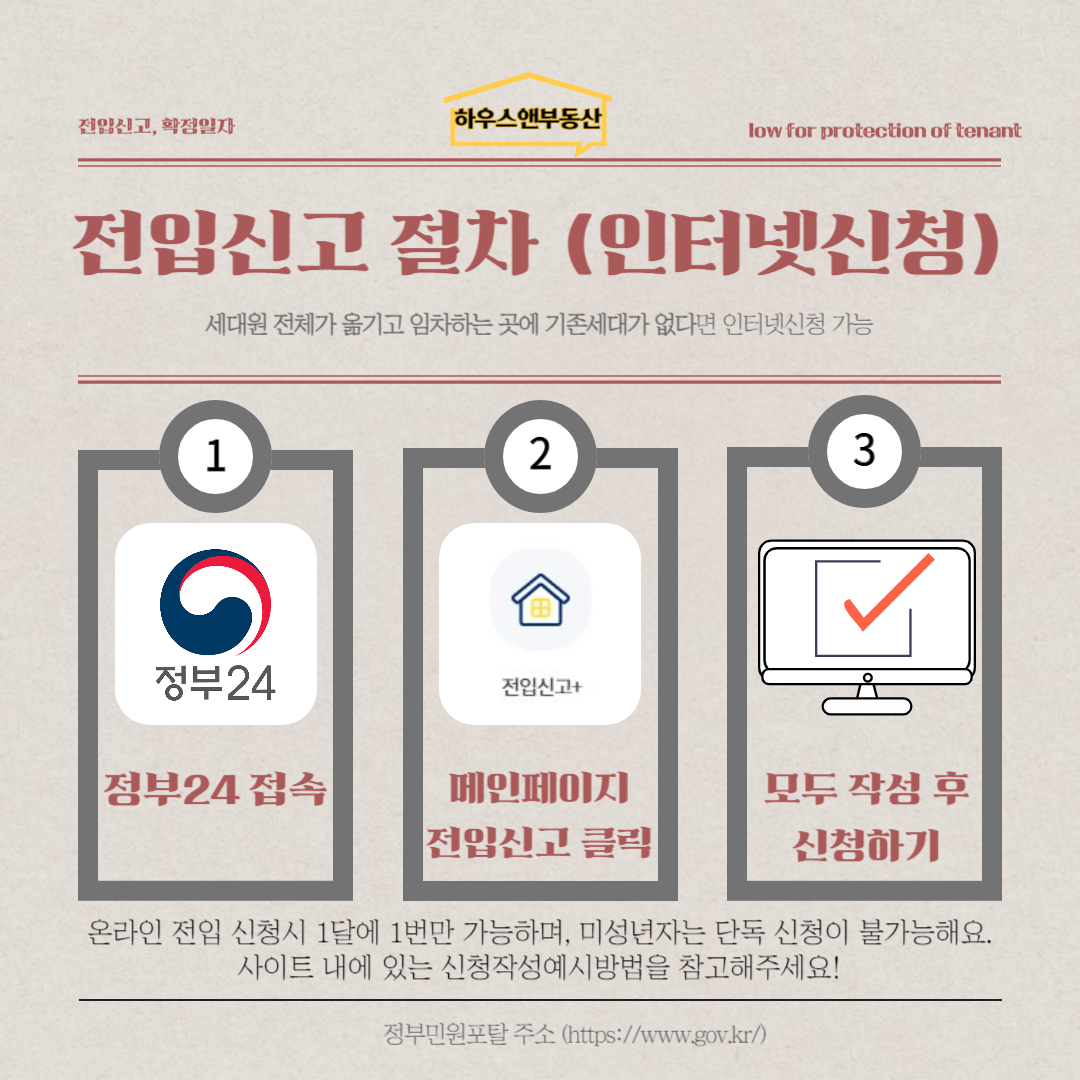 전입신고, 확정일자
하우스앤부동산
low for protection of tenant
전입신고 절차 (인터넷신청)
세대원 전체가 옮기고 임차하는 곳에 기존세대가 없다면 인터넷신청 가능
1
정부24
정부24 접속
2
전입신고+
메인페이지
전입신고 클릭
3
모두 작성 후
신청하기
온라인 전입 신청시 1달에 1번만 가능하며, 미성년자는 단독 신청이 불가능해요.
사이트 내에 있는 신청작성예시방법을 참고해주세요!
정부민원포탈 주소 (https://www.gov.kr/)